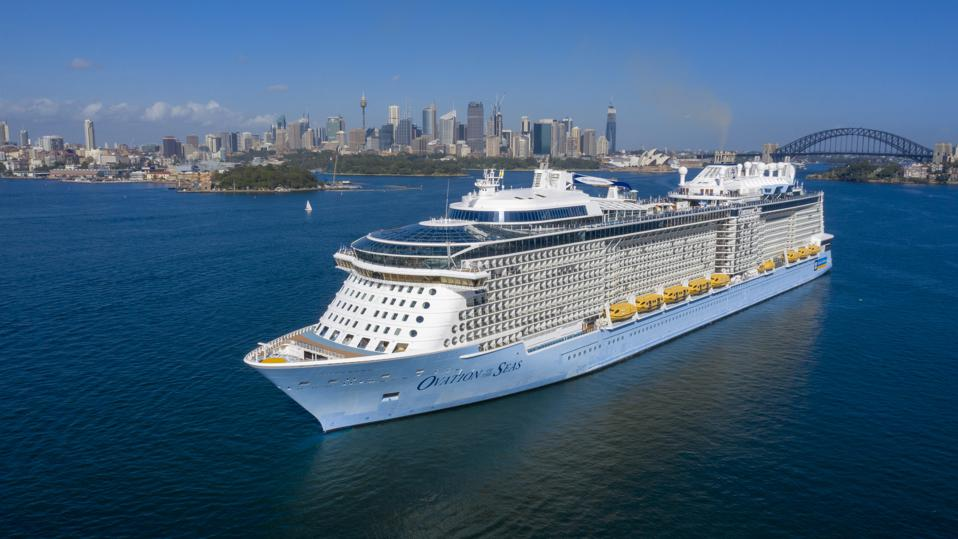 OVATION OF THE SEAS